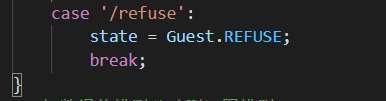 case '/refuse':
state = Guest.REFUSE;
break;
}